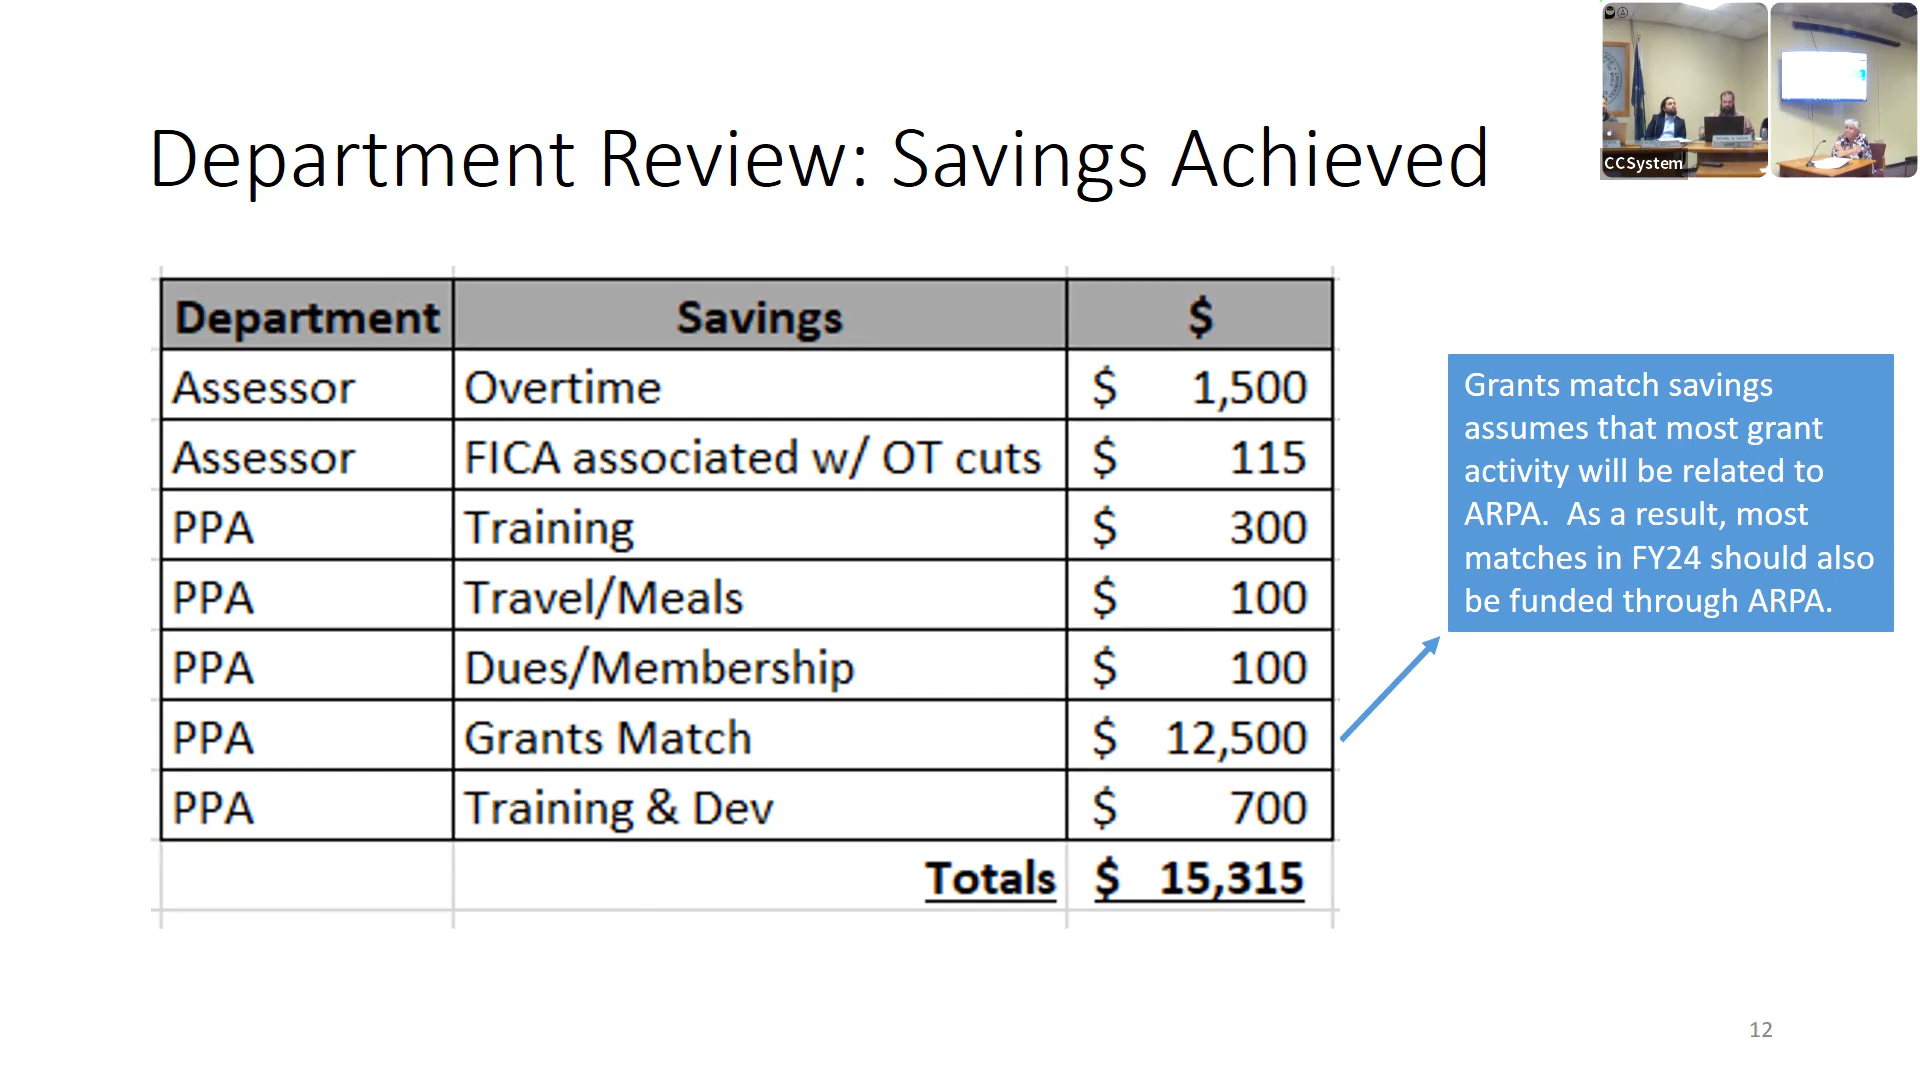 CCSystem
Department Review: Savings Achieved
Department Savings $
Assessor Overtime $ 1,500
Assessor FICA associated w/ OT cuts $ 115
PPA Training $ 300
PPA Travel/Meals $ 100
PPA Dues/Membership $ 100
PPA Grants Match $ 12,500
PPA Training & Dev $ 700
Totals $ 15,315
Grants match savings
assumes that most grant
activity will be related to
ARPA. As a result, most
matches in FY24 should also
be funded through ARPA.
12